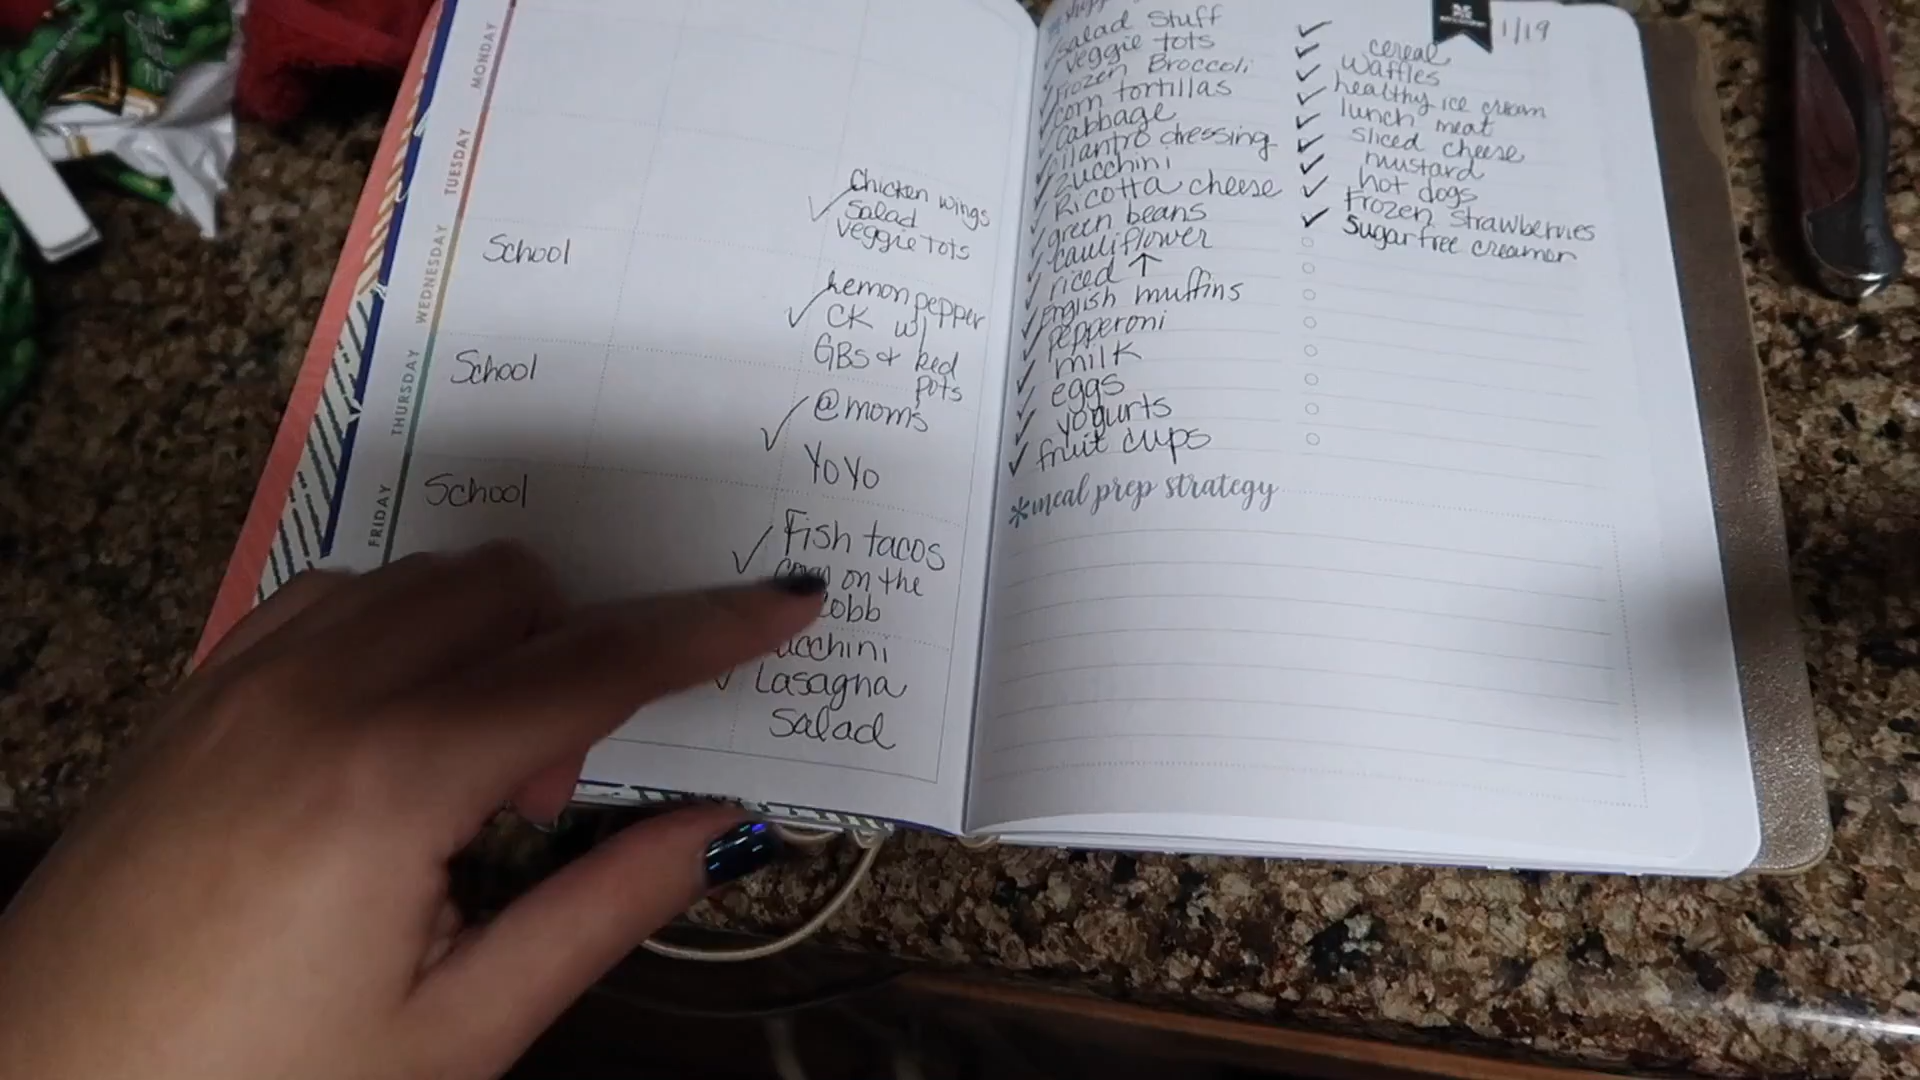 MONDAY
TUESDAY
WEDNESDAY
THURSDAY
FRIDAY
School
School
School
Chicken wings
Salad
veggie tots
Lemon pepper
CK w/
GBs + Red
Pots
@moms
YoYo
Fish tacos
Corn on the
Cobb
ucchini
Lasagna
Salad
Salad Stuff
Veggie tots
Frozen Broccoli
corn tortillas
Cabbage
Cilantro dressing
Zucchini
Ricotta cheese
green beans
cauliflower
riced ↑
English muffins
pepperoni
milk
eggs
yogurts
fruit cups
*meal prep strategy
1/19
cereal
Waffles
healthy ice cream
lunch meat
sliced cheese
mustard
hot dogs
Frozen Strawberries
Sugarfree creamer